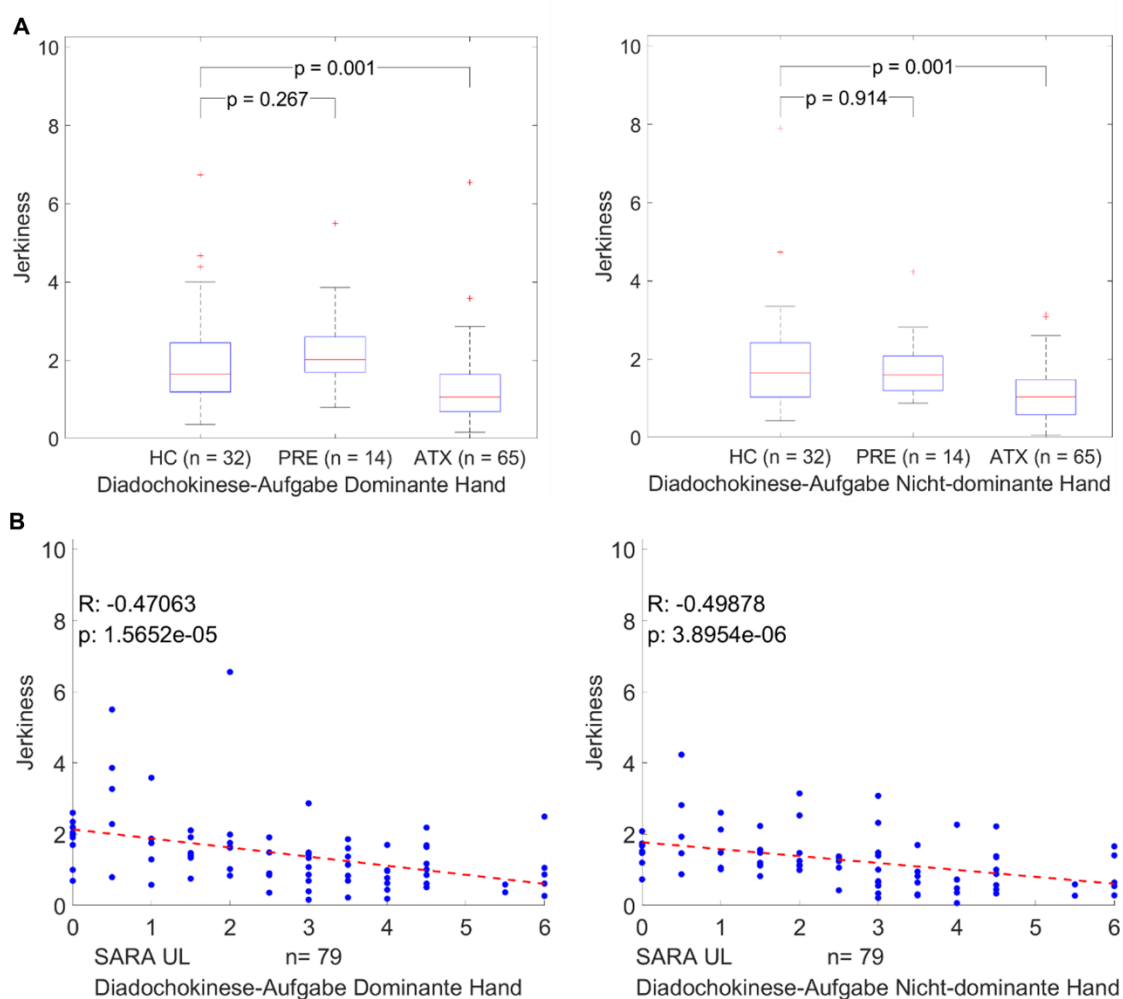 A
10
8
6
4
2
0
Jerkiness
p = 0.001
p = 0.267
HC (n = 32) PRE (n = 14) ATX (n = 65)
Diadochokinese-Aufgabe Dominante Hand
10
8
6
4
2
0
Jerkiness
p = 0.001
p = 0.914
HC (n = 32) PRE (n = 14) ATX (n = 65)
Diadochokinese-Aufgabe Nicht-dominante Hand
B
10
8
6
4
2
0
Jerkiness
R: -0.47063
p: 1.5652e-05
0 1 2 3 4 5 6
SARA UL n= 79
Diadochokinese-Aufgabe Dominante Hand
10
8
6
4
2
0
Jerkiness
R: -0.49878
p: 3.8954e-06
0 1 2 3 4 5 6
SARA UL n= 79
Diadochokinese-Aufgabe Nicht-dominante Hand